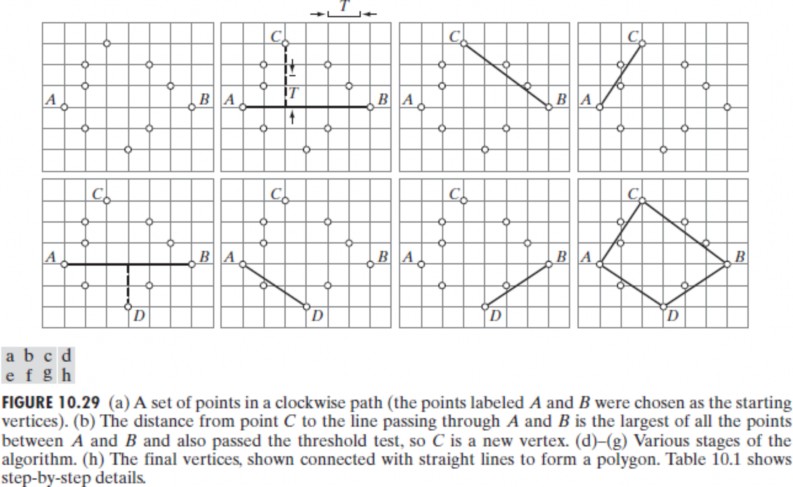 T
C C C
T
A B A B A B A
C C C C
A B A B A B A B
D D D D
a b c d
e f g h
FIGURE 10.29 (a) A set of points in a clockwise path (the points labeled A and B were chosen as the starting
vertices). (b) The distance from point C to the line passing through A and B is the largest of all the points
between A and B and also passed the threshold test, so C is a new vertex. (d)–(g) Various stages of the
algorithm. (h) The final vertices, shown connected with straight lines to form a polygon. Table 10.1 shows
step-by-step details.